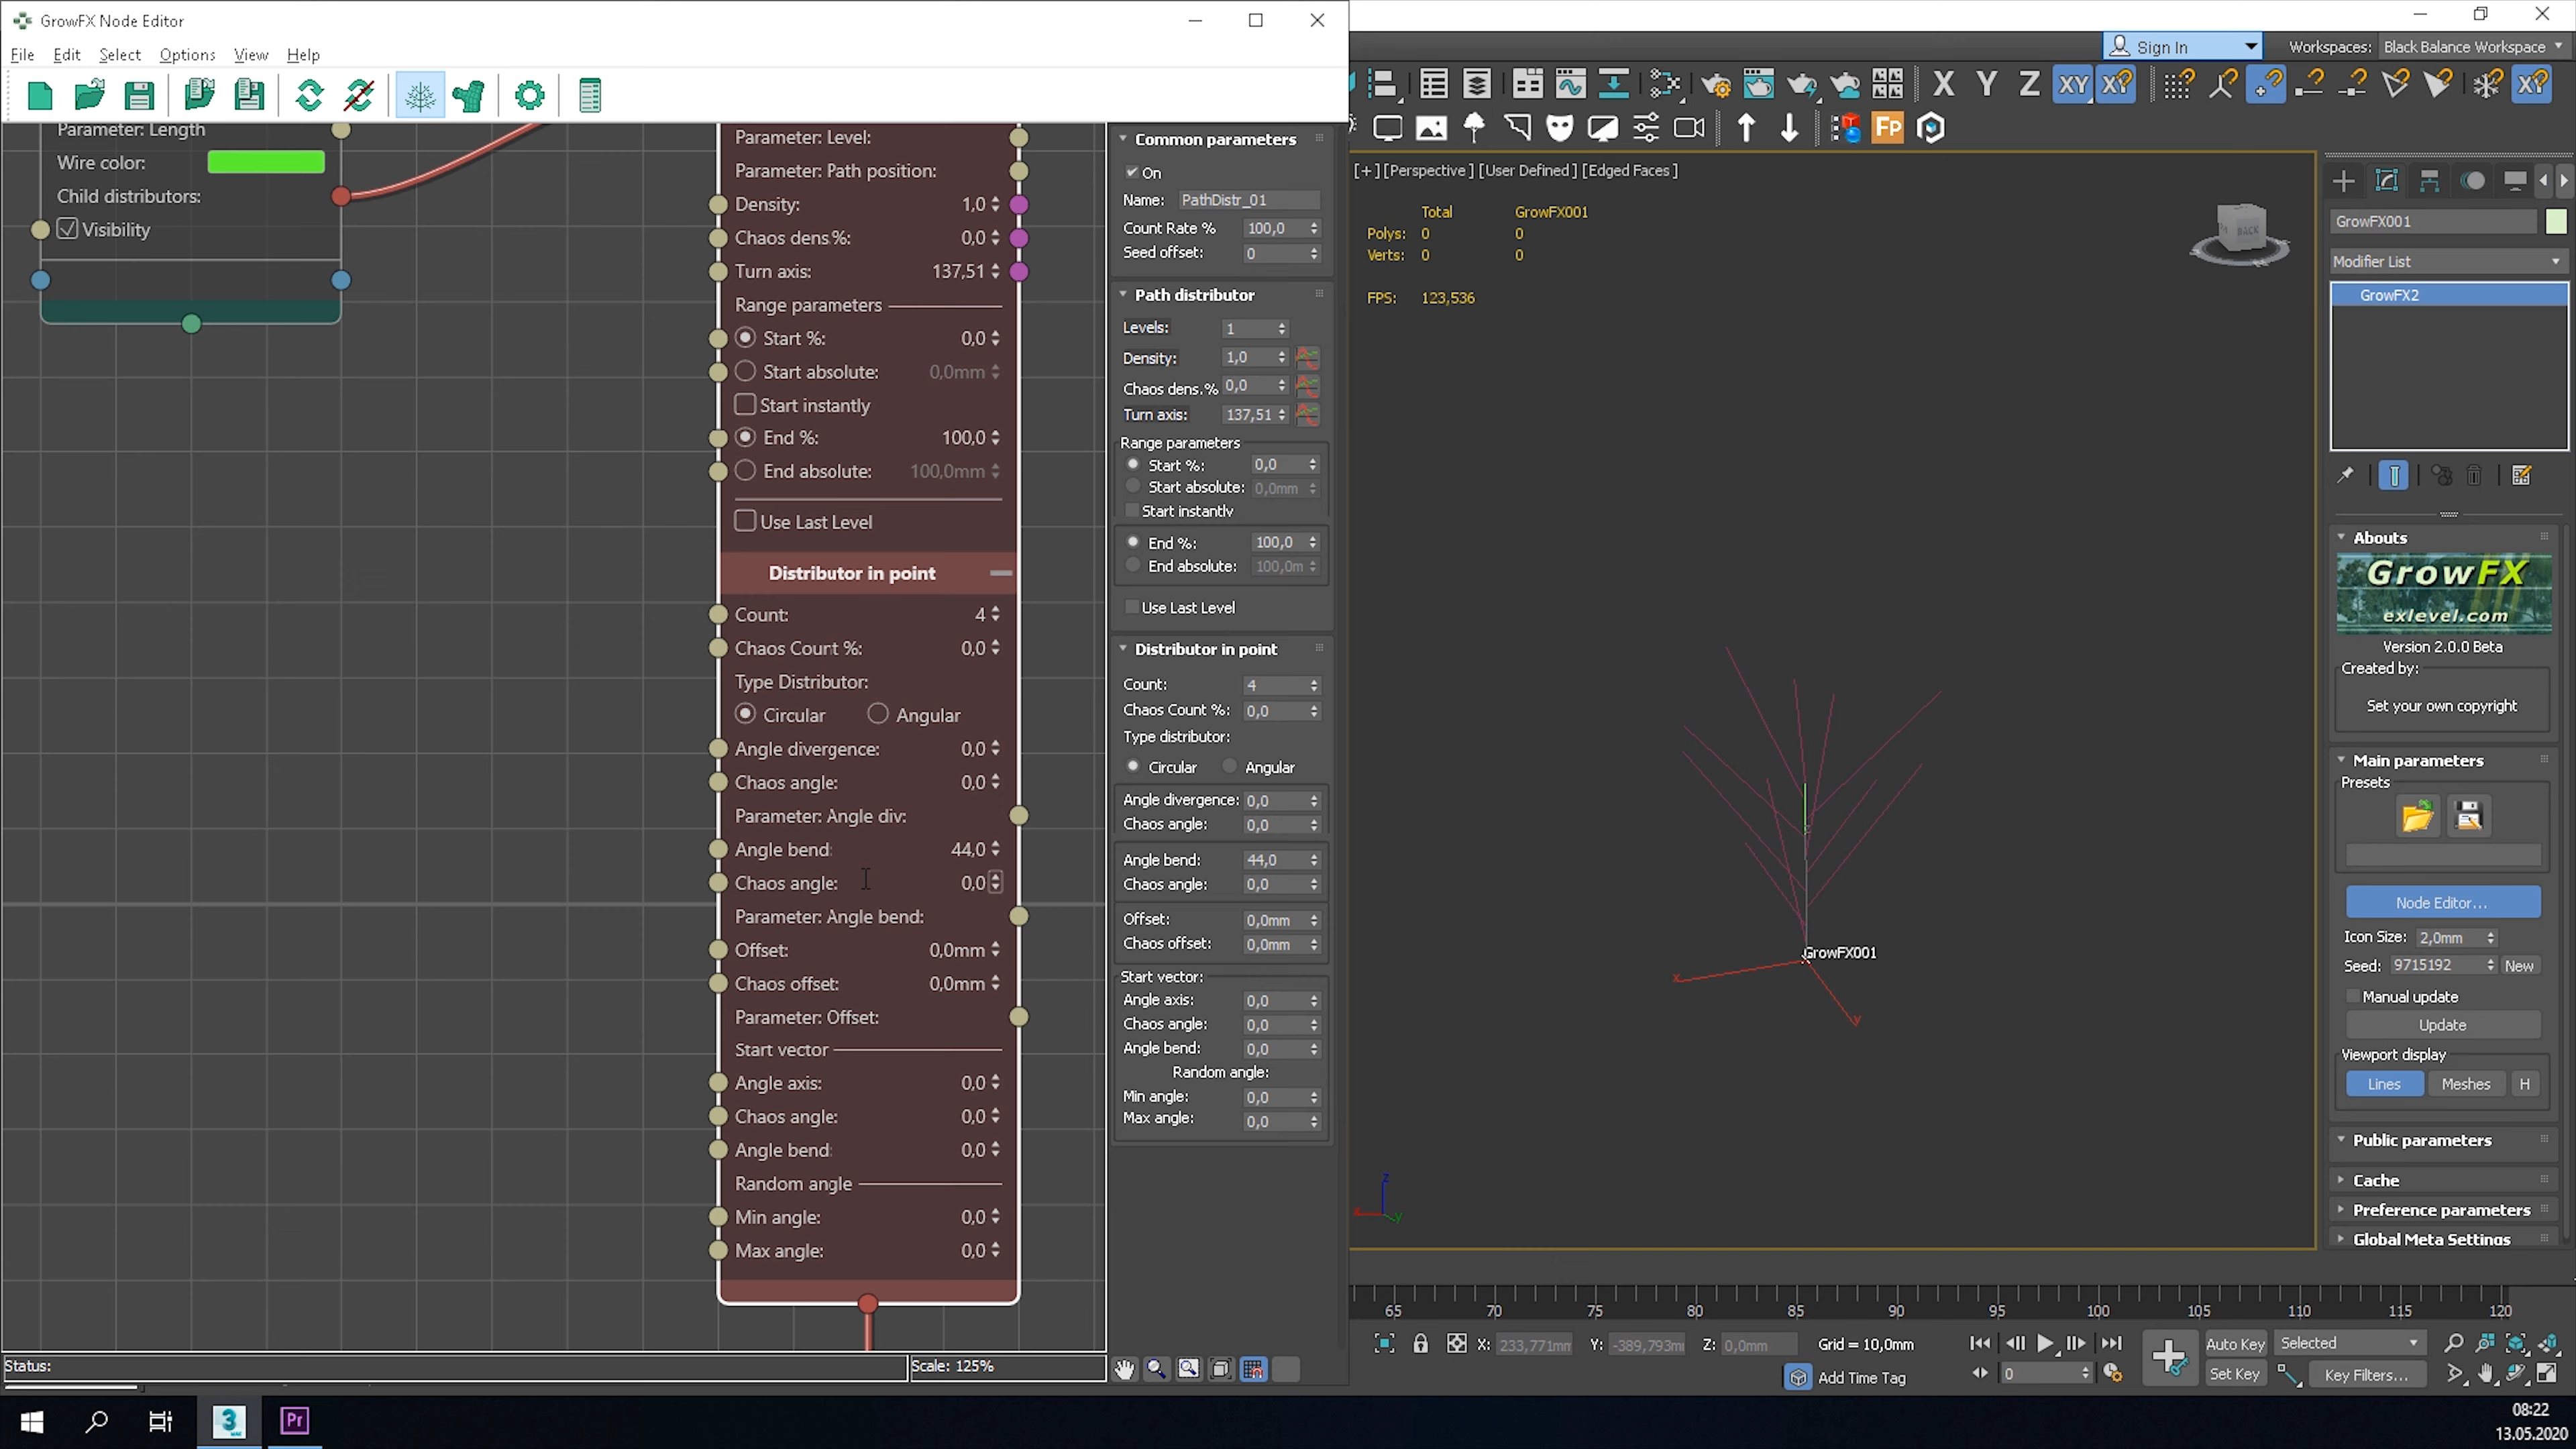 GrowFX Node Editor
File Edit Select Options View Help
Parameter: Length
Wire color:
Child distributors:
Visibility
Parameter: Level:
Parameter: Path position:
Density: 1,0
Chaos dens.%: 0,0
Turn axis: 137,51
Range parameters
Start %: 0,0
Start absolute: 0,0mm
Start instantly
End %: 100,0
End absolute: 100,0mm
Use Last Level
Distributor in point
Count: 4
Chaos Count %: 0,0
Type Distributor:
Circular Angular
Angle divergence: 0,0
Chaos angle: 0,0
Parameter: Angle div:
Angle bend: 44,0
Chaos angle: 0,0
Parameter: Angle bend:
Offset: 0,0mm
Chaos offset: 0,0mm
Parameter: Offset:
Start vector
Angle axis: 0,0
Chaos angle: 0,0
Angle bend: 0,0
Random angle
Min angle: 0,0
Max angle: 0,0
Status:
Scale: 125%
Common parameters
On
Name: PathDistr_01
Count Rate % 100,0
Seed offset: 0
Path distributor
Levels: 1
Density: 1,0
Chaos dens.% 0,0
Turn axis: 137,51
Range parameters
Start %: 0,0
Start absolute: 0,0mm
Start instantly
End %: 100,0
End absolute: 100,0m
Use Last Level
Distributor in point
Count: 4
Chaos Count %: 0,0
Type distributor:
Circular Angular
Angle divergence: 0,0
Chaos angle: 0,0
Angle bend: 44,0
Chaos angle: 0,0
Offset: 0,0mm
Chaos offset: 0,0mm
Start vector:
Angle axis: 0,0
Chaos angle: 0,0
Angle bend: 0,0
Random angle:
Min angle: 0,0
Max angle: 0,0
Sign In
Workspaces: Black Balance Workspace
X Y Z XY X?
X?
Fp
[+] [Perspective ] [User Defined ] [Edged Faces ]
Total GrowFX001
Polys: 0 0
Verts: 0 0
FPS: 123,536
BACK
GrowFX001
x
y
z
y
65 70 75 80 85 90 95 100 105 110 115 120
X: 233,771mm Y: -389,793m Z: 0,0mm Grid = 10,0mm
Add Time Tag
0
Auto Key Selected
Set Key Key Filters...
GrowFX001
Modifier List
GrowFX2
Abouts
GrowFX
exlevel.com
Version 2.0.0 Beta
Created by:
Set your own copyright
Main parameters
Presets
Node Editor...
Icon Size: 2,0mm
Seed: 9715192 New
Manual update
Update
Viewport display
Lines Meshes H
Public parameters
Cache
Preference parameters
Global Meta Settings
3
Pr
08:22
13.05.2020